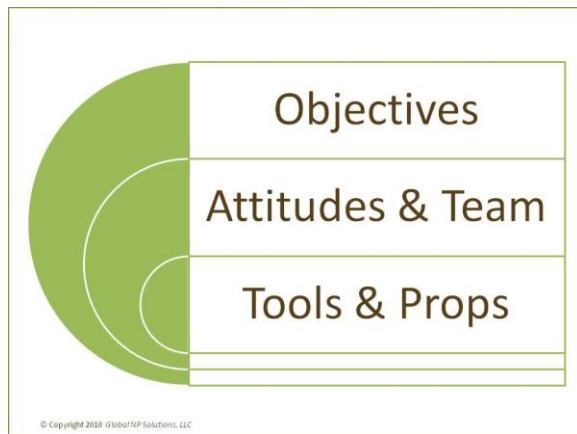 Objectives
Attitudes & Team
Tools & Props
© Copyright 2010 Global NP Solutions, LLC